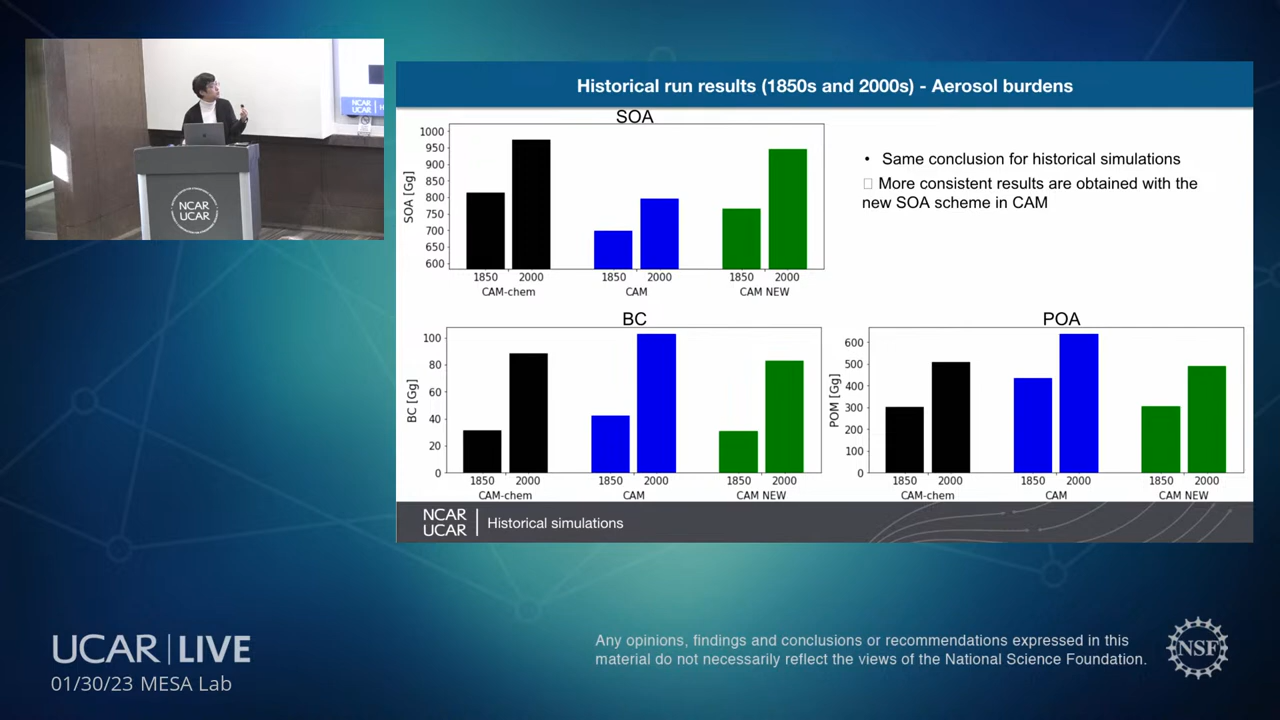 NCAR
UCAR
NCAR
UCAR
Historical run results (1850s and 2000s) - Aerosol burdens
SOA
1000
950
900
850
800
750
700
650
600
SOA [Gg]
1850 2000 1850 2000 1850 2000
CAM-chem CAM CAM NEW
• Same conclusion for historical simulations
More consistent results are obtained with the
new SOA scheme in CAM
BC
100
80
60
40
20
0
BC [Gg]
1850 2000 1850 2000 1850 2000
CAM-chem CAM CAM NEW
POA
600
500
400
300
200
100
0
POM [Gg]
1850 2000 1850 2000 1850 2000
CAM-chem CAM CAM NEW
NCAR
UCAR
Historical simulations
UCAR | LIVE
01/30/23 MESA Lab
Any opinions, findings and conclusions or recommendations expressed in this
material do not necessarily reflect the views of the National Science Foundation.
NSF